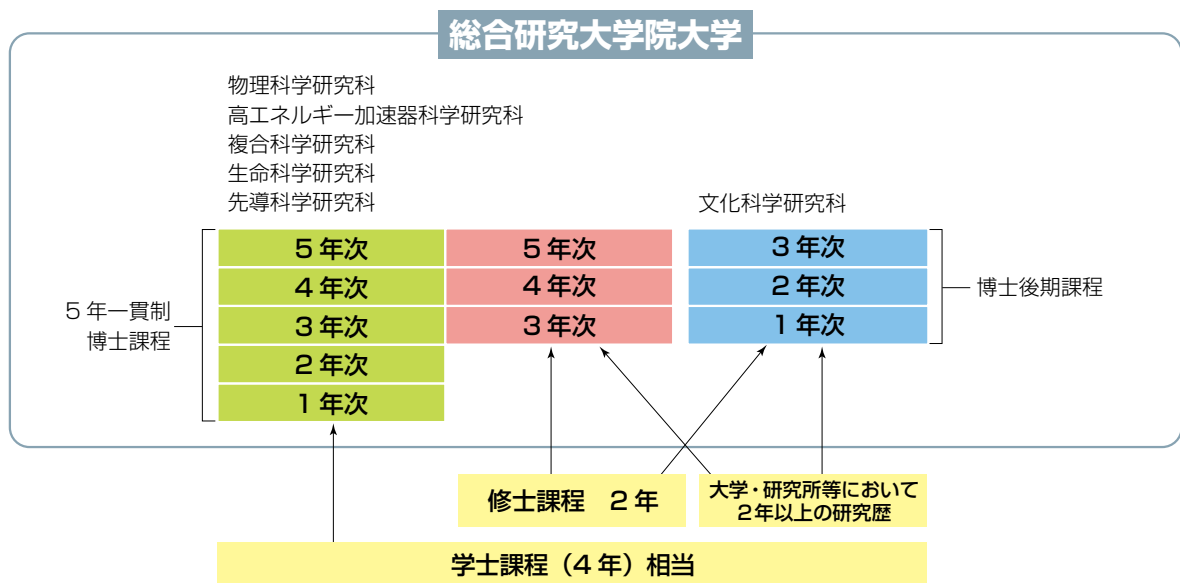 総合研究大学院大学
物理科学研究科
高エネルギー加速器科学研究科
複合科学研究科
生命科学研究科
先導科学研究科
文化科学研究科
5年一貫制
博士課程
5年次
4年次
3年次
2年次
1年次
5年次
4年次
3年次
3年次
2年次
1年次
博士後期課程
修士課程　2年
大学・研究所等において
2年以上の研究歴
学士課程（4年）相当